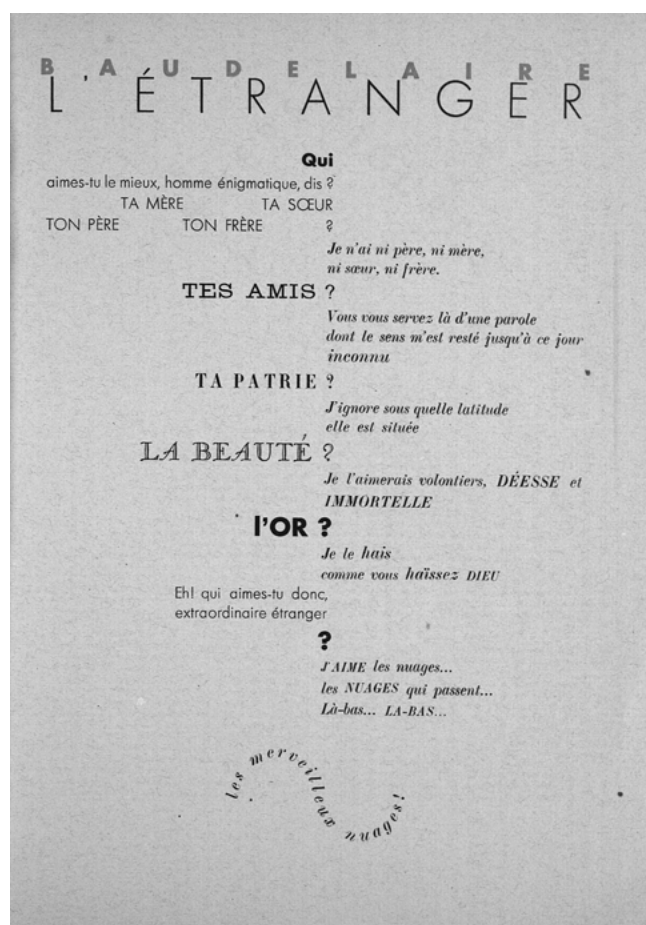 BAUDELAIRE
L'ÉTRANGER
Qui
aimes-tu le mieux, homme énigmatique, dis ?
TA MÈRE TA SŒUR
TON PÈRE TON FRÈRE ?
Je n'ai ni père, ni mère,
ni sœur, ni frère.
TES AMIS ?
Vous vous servez là d'une parole
dont le sens m'est resté jusqu'à ce jour
inconnu
TA PATRIE ?
J'ignore sous quelle latitude
elle est située
LA BEAUTÉ ?
Je l'aimerais volontiers, DÉESSE et
IMMORTELLE
l'OR ?
Je le hais
comme vous haïssez DIEU
Eh! qui aimes-tu donc,
extraordinaire étranger
?
J'AIME les nuages...
les NUAGES qui passent...
Là-bas... LA-BAS...
les merveilleux nuages!